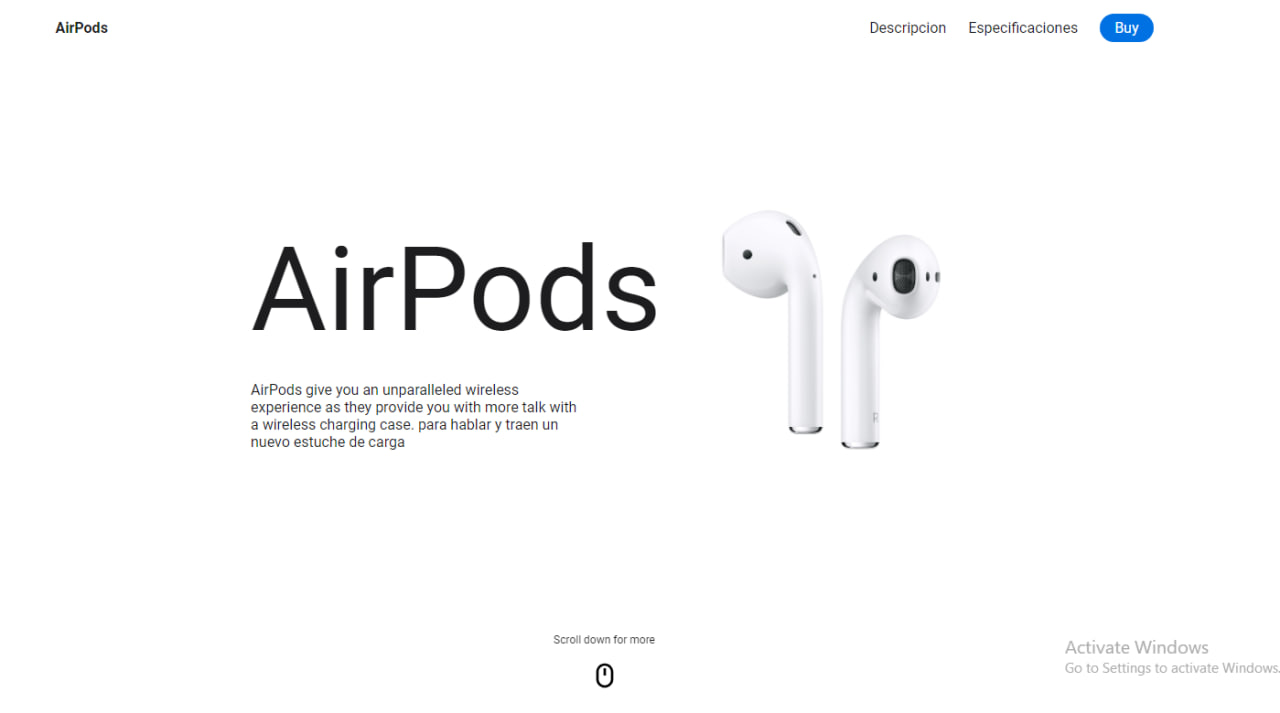 AirPods
Descripcion
Especificaciones
Buy
AirPods
AirPods give you an unparalleled wireless
experience as they provide you with more talk with
a wireless charging case. para hablar y traen un
nuevo estuche de carga
R
Scroll down for more
Activate Windows
Go to Settings to activate Windows.